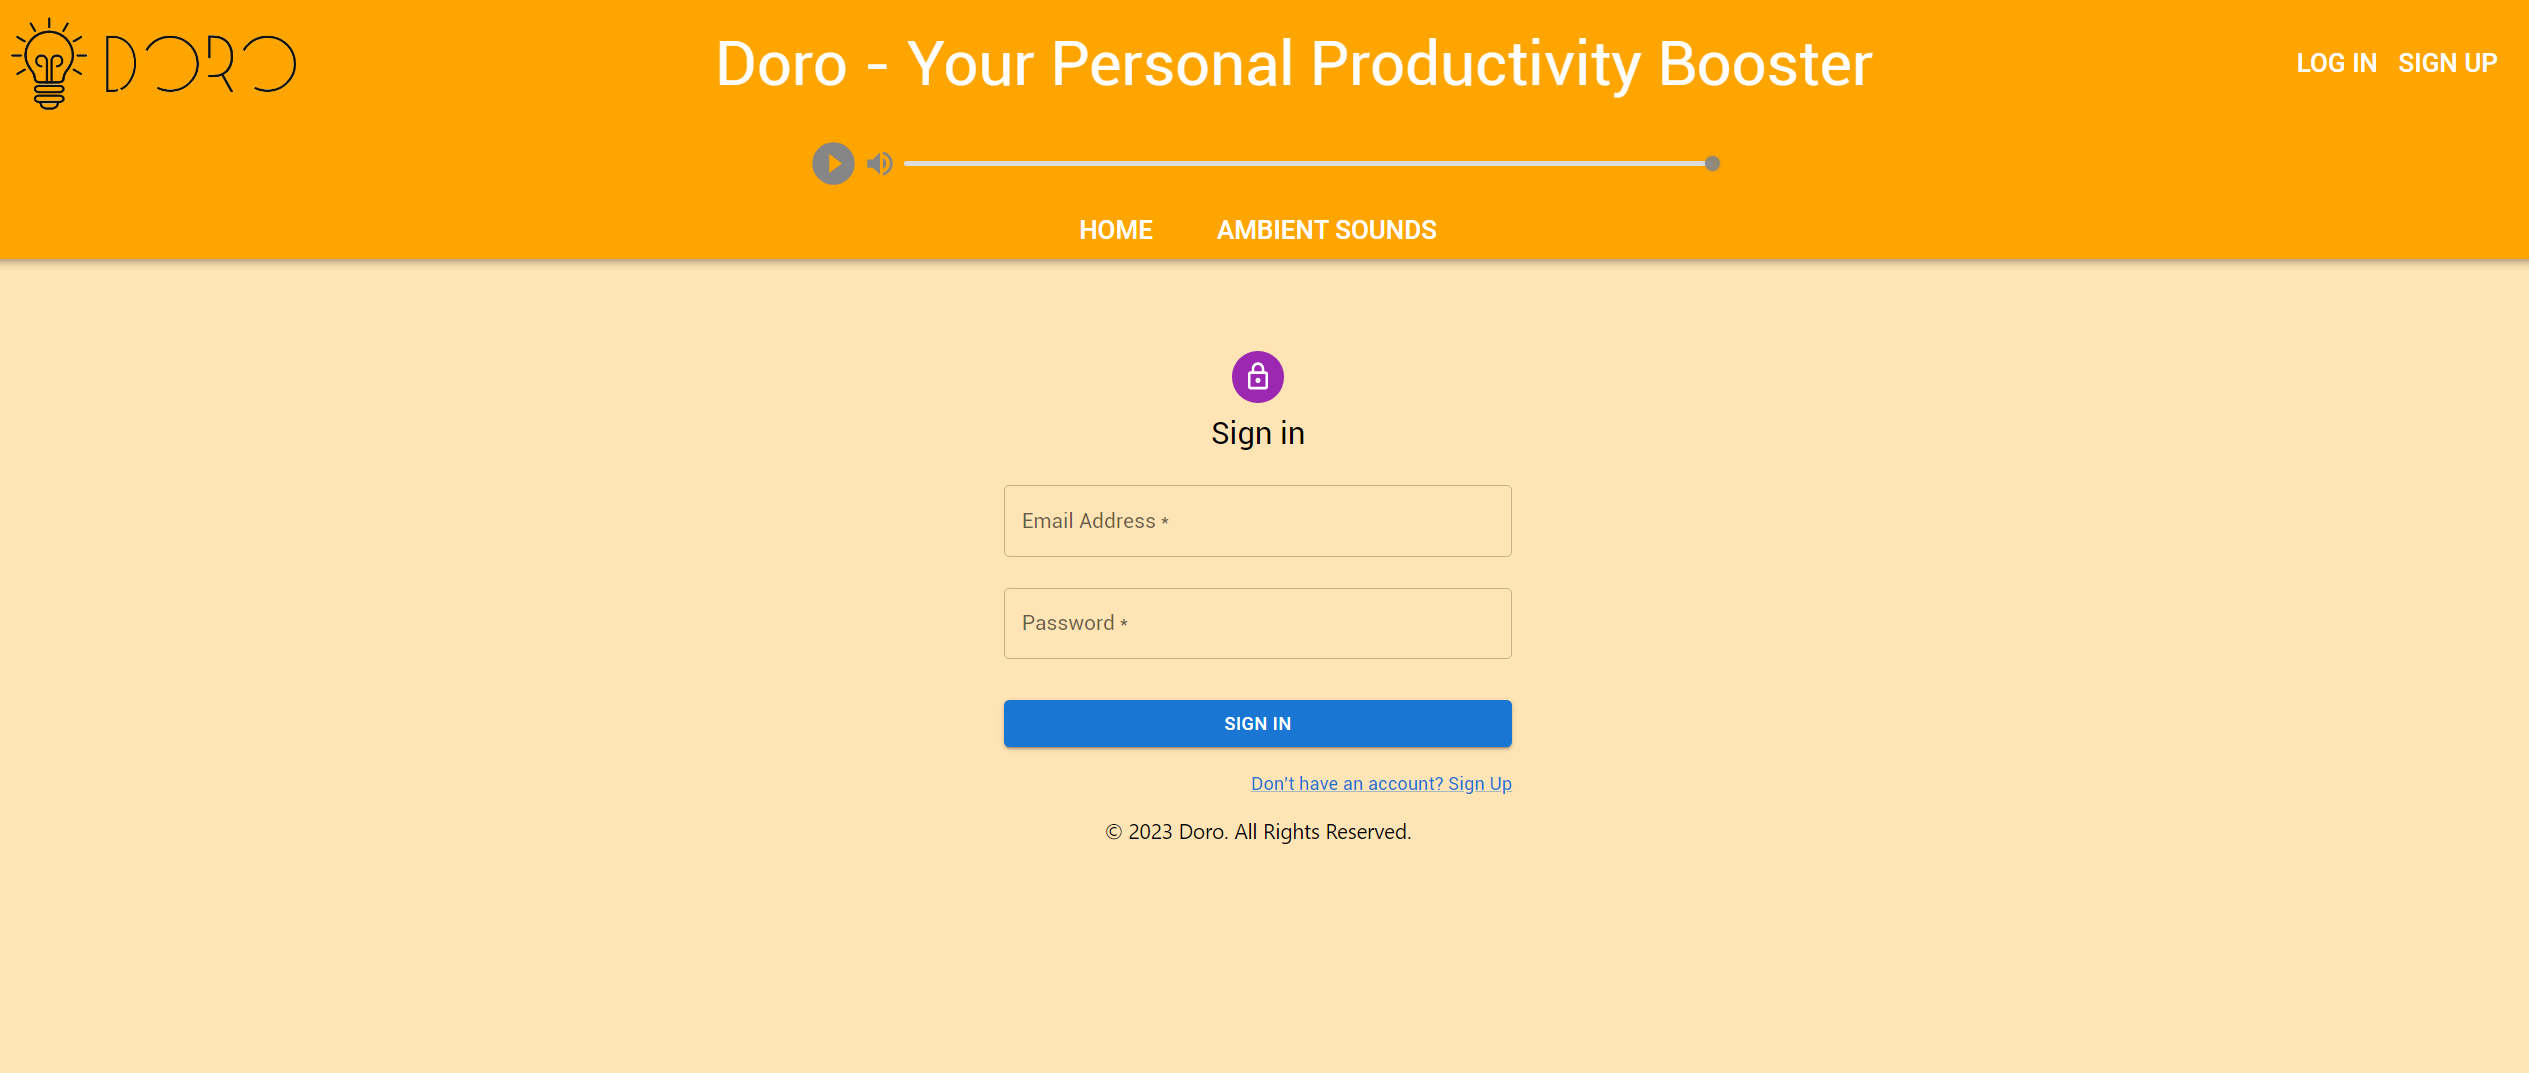 DORO
Doro - Your Personal Productivity Booster
LOG IN
SIGN UP
HOME
AMBIENT SOUNDS
Sign in
Email Address *
Password *
SIGN IN
Don't have an account? Sign Up
© 2023 Doro. All Rights Reserved.